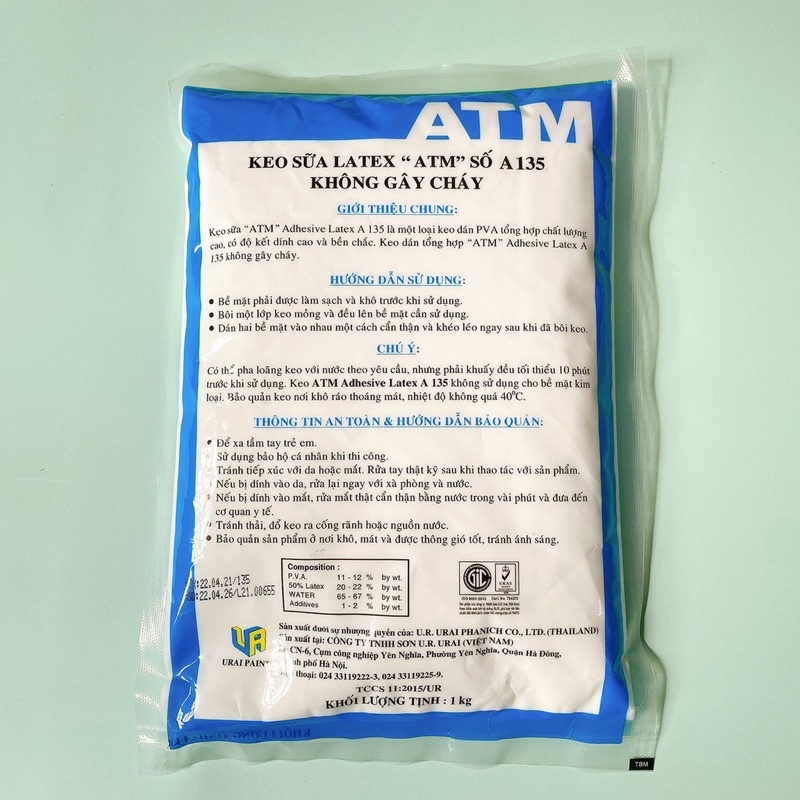 ATM
KEO SỮA LATEX “ATM” SỐ A 135
KHÔNG GÂY CHÁY
GIỚI THIỆU CHUNG:
Keo sữa “ATM” Adhesive Latex A 135 là một loại keo dán PVA tổng hợp chất lượng
cao, có độ kết dính cao và bền chắc. Keo dán tổng hợp “ATM” Adhesive Latex A
135 không gây cháy.
HƯỚNG DẪN SỬ DỤNG:
• Bề mặt phải được làm sạch và khô trước khi sử dụng.
• Bôi một lớp keo mỏng và đều lên bề mặt cần sử dụng.
• Dán hai bề mặt vào nhau một cách cẩn thận và khéo léo ngay sau khi đã bôi keo.
CHÚ Ý:
Có thể pha loãng keo với nước theo yêu cầu, nhưng phải khuấy đều tối thiểu 10 phút
trước khi sử dụng. Keo ATM Adhesive Latex A 135 không sử dụng cho bề mặt kim
loại. Bảo quản keo nơi khô ráo thoáng mát, nhiệt độ không quá 40⁰C.
THÔNG TIN AN TOÀN & HƯỚNG DẪN BẢO QUẢN:
• Để xa tầm tay trẻ em.
• Sử dụng bảo hộ cá nhân khi thi công.
• Tránh tiếp xúc với da hoặc mắt. Rửa tay thật kỹ sau khi thao tác với sản phẩm.
• Nếu bị dính vào da, rửa lại ngay với xà phòng và nước.
• Nếu bị dính vào mắt, rửa mắt thật cẩn thận bằng nước trong vài phút và đưa đến
cơ quan y tế.
• Tránh thải, đổ keo ra cống rãnh hoặc nguồn nước.
• Bảo quản sản phẩm ở nơi khô, mát và được thông gió tốt, tránh ánh sáng.
:22.04.21/135
:22.04.26/L21.00655
Composition :
P.V.A. 11 - 12 % by wt.
50% Latex 20 - 22 % by wt.
WATER 65 - 67 % by wt.
Additives 1 - 2 % by wt.
GIC
UKAS
ISO 9001:2015
UA
URAI PAINT
Sản xuất dưới sự nhượng quyền của: U.R. URAI PHANICH CO., LTD. (THAILAND)
Sản xuất tại: CÔNG TY TNHH SƠN U.R. URAI (VIỆT NAM)
CN-6, Cụm công nghiệp Yên Nghĩa, Phường Yên Nghĩa, Quận Hà Đông,
phố Hà Nội.
thoại: 024 33119222-3, 024 33119225-9.
TCCS 11:2015/UR
KHỐI LƯỢNG TỊNH : 1 kg
TBM